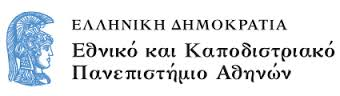 ΕΛΛΗΝΙΚΗ ΔΗΜΟΚΡΑΤΙΑ
Εθνικό και Καποδιστριακό
Πανεπιστήμιο Αθηνών